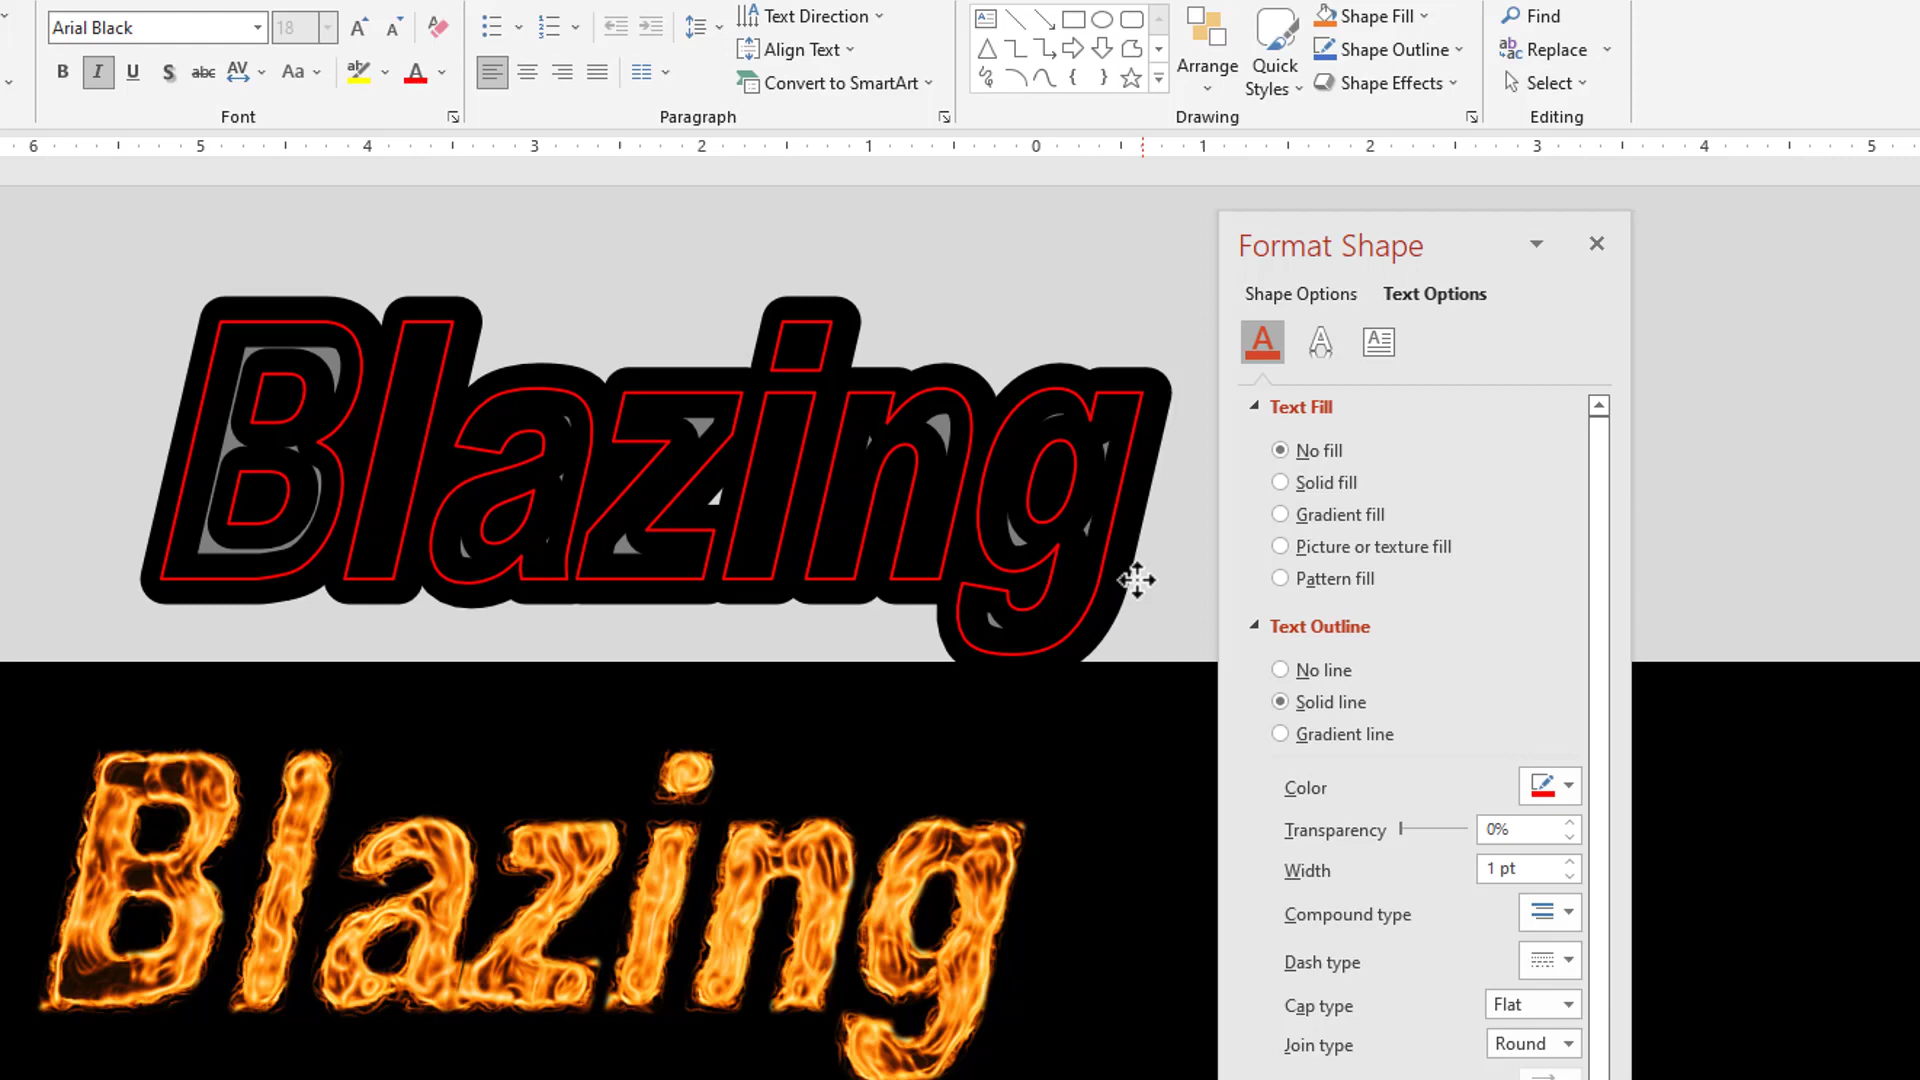 Arial Black 18 A A Text Direction Shape Fill Find
Align Text Shape Outline Replace
B I U S abc AV Aa A Arrange Quick Styles
Convert to SmartArt Shape Effects Select
Font Paragraph Drawing Editing
6 5 4 3 2 1 0 1 2 3 4 5
Format Shape
Shape Options Text Options
Blazing
Text Fill
No fill
Solid fill
Gradient fill
Picture or texture fill
Pattern fill
Text Outline
No line
Solid line
Gradient line
Color
Transparency 0%
Width 1 pt
Compound type
Dash type
Cap type Flat
Join type Round
Blazing